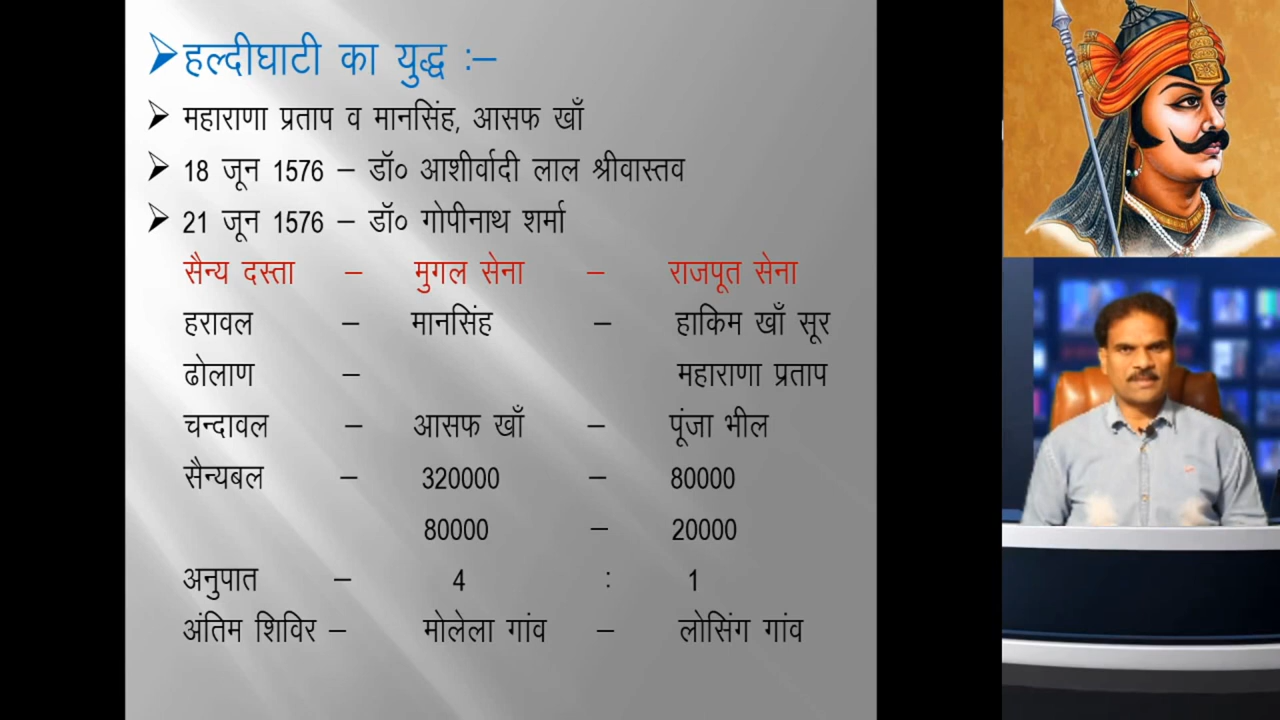 हल्दीघाटी का युद्ध :–
महाराणा प्रताप व मानसिंह, आसफ खाँ
18 जून 1576 – डॉ० आशीर्वादी लाल श्रीवास्तव
21 जून 1576 – डॉ० गोपीनाथ शर्मा
सैन्य दस्ता – मुगल सेना – राजपूत सेना
हरावल – मानसिंह – हाकिम खाँ सूर
ढोलाण – महाराणा प्रताप
चन्दावल – आसफ खाँ – पूंजा भील
सैन्यबल – 320000 – 80000
80000 – 20000
अनुपात – 4 : 1
अंतिम शिविर – मोलेला गांव – लोसिंग गांव